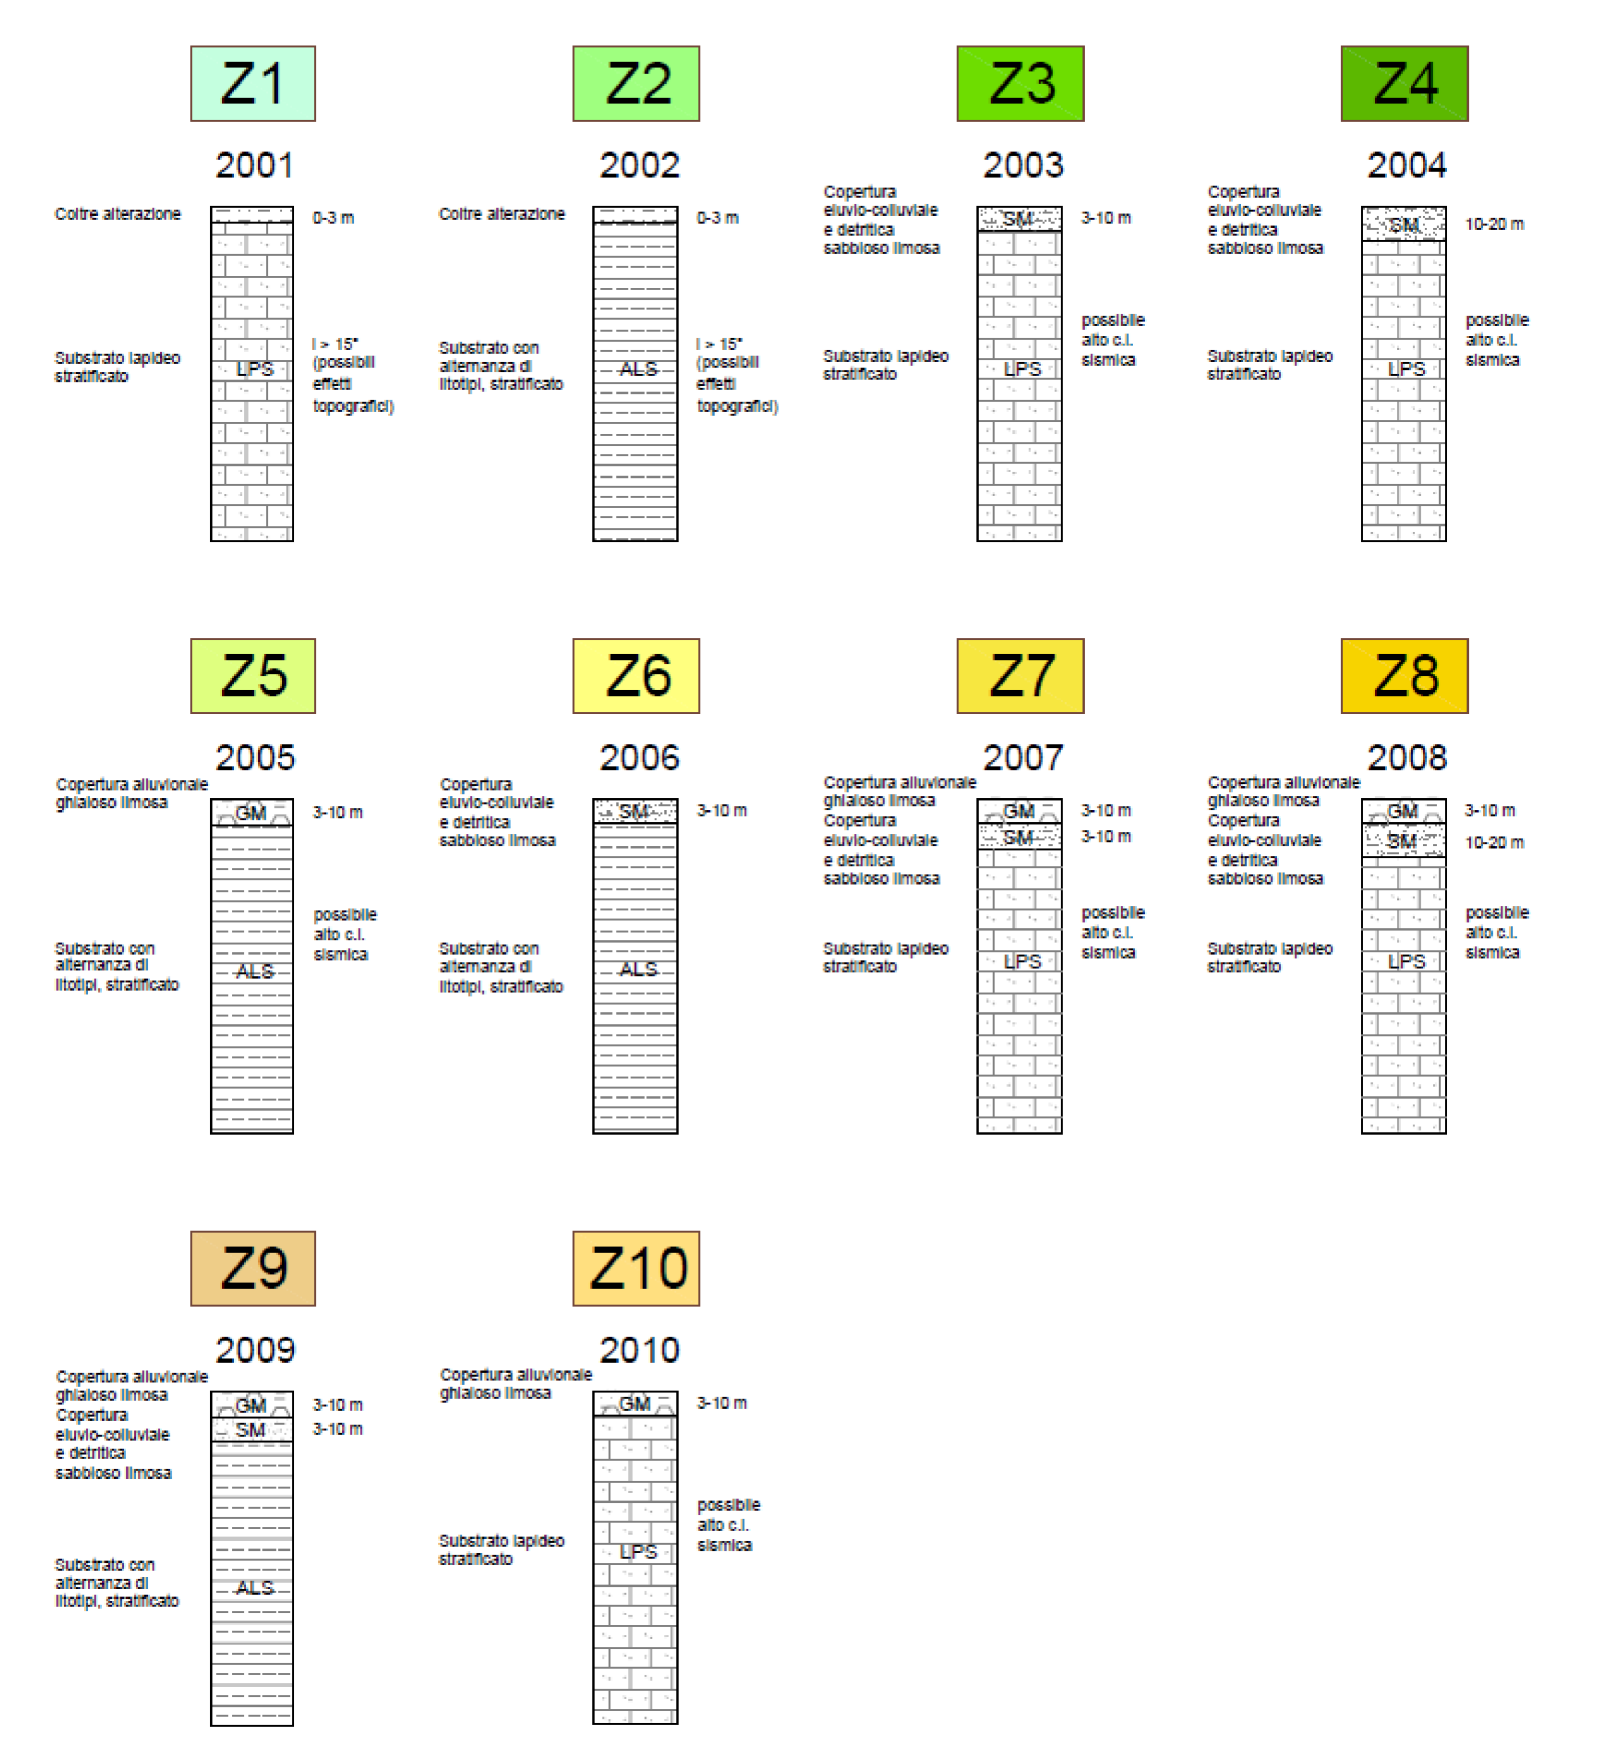 Z1
2001
Coltre alterazione
0-3 m
Substrato lapideo
stratificato
LPS
i > 15°
(possibili
effetti
topografici)
Z2
2002
Coltre alterazione
0-3 m
Substrato con
alternanza di
litotipi, stratificato
ALS
i > 15°
(possibili
effetti
topografici)
Z3
2003
Copertura
eluvio-colluviale
e detritica
sabbioso limosa
SM
3-10 m
Substrato lapideo
stratificato
LPS
possibile
alto c.i.
sismica
Z4
2004
Copertura
eluvio-colluviale
e detritica
sabbioso limosa
SM
10-20 m
Substrato lapideo
stratificato
LPS
possibile
alto c.i.
sismica
Z5
2005
Copertura alluvionale
ghiaioso limosa
GM
3-10 m
Substrato con
alternanza di
litotipi, stratificato
ALS
possibile
alto c.i.
sismica
Z6
2006
Copertura
eluvio-colluviale
e detritica
sabbioso limosa
SM
3-10 m
Substrato con
alternanza di
litotipi, stratificato
ALS
Z7
2007
Copertura alluvionale
ghiaioso limosa
Copertura
eluvio-colluviale
e detritica
sabbioso limosa
GM
3-10 m
SM
3-10 m
Substrato lapideo
stratificato
LPS
possibile
alto c.i.
sismica
Z8
2008
Copertura alluvionale
ghiaioso limosa
Copertura
eluvio-colluviale
e detritica
sabbioso limosa
GM
3-10 m
SM
10-20 m
Substrato lapideo
stratificato
LPS
possibile
alto c.i.
sismica
Z9
2009
Copertura alluvionale
ghiaioso limosa
Copertura
eluvio-colluviale
e detritica
sabbioso limosa
GM
3-10 m
SM
3-10 m
Substrato con
alternanza di
litotipi, stratificato
ALS
Z10
2010
Copertura alluvionale
ghiaioso limosa
GM
3-10 m
Substrato lapideo
stratificato
LPS
possibile
alto c.i.
sismica